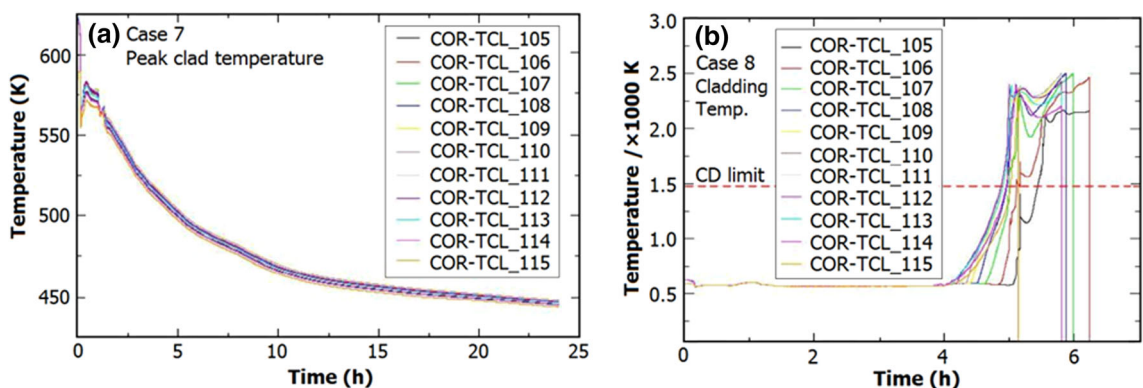 (a) Case 7
Peak clad temperature
COR-TCL_105
COR-TCL_106
COR-TCL_107
COR-TCL_108
COR-TCL_109
COR-TCL_110
COR-TCL_111
COR-TCL_112
COR-TCL_113
COR-TCL_114
COR-TCL_115
Temperature (K)
600
550
500
450
0 5 10 15 20 25
Time (h)
(b)
Case 8
Cladding
Temp.
CD limit
COR-TCL_105
COR-TCL_106
COR-TCL_107
COR-TCL_108
COR-TCL_109
COR-TCL_110
COR-TCL_111
COR-TCL_112
COR-TCL_113
COR-TCL_114
COR-TCL_115
Temperature /×1000 K
3.0
2.5
2.0
1.5
1.0
0.5
0 2 4 6
Time (h)